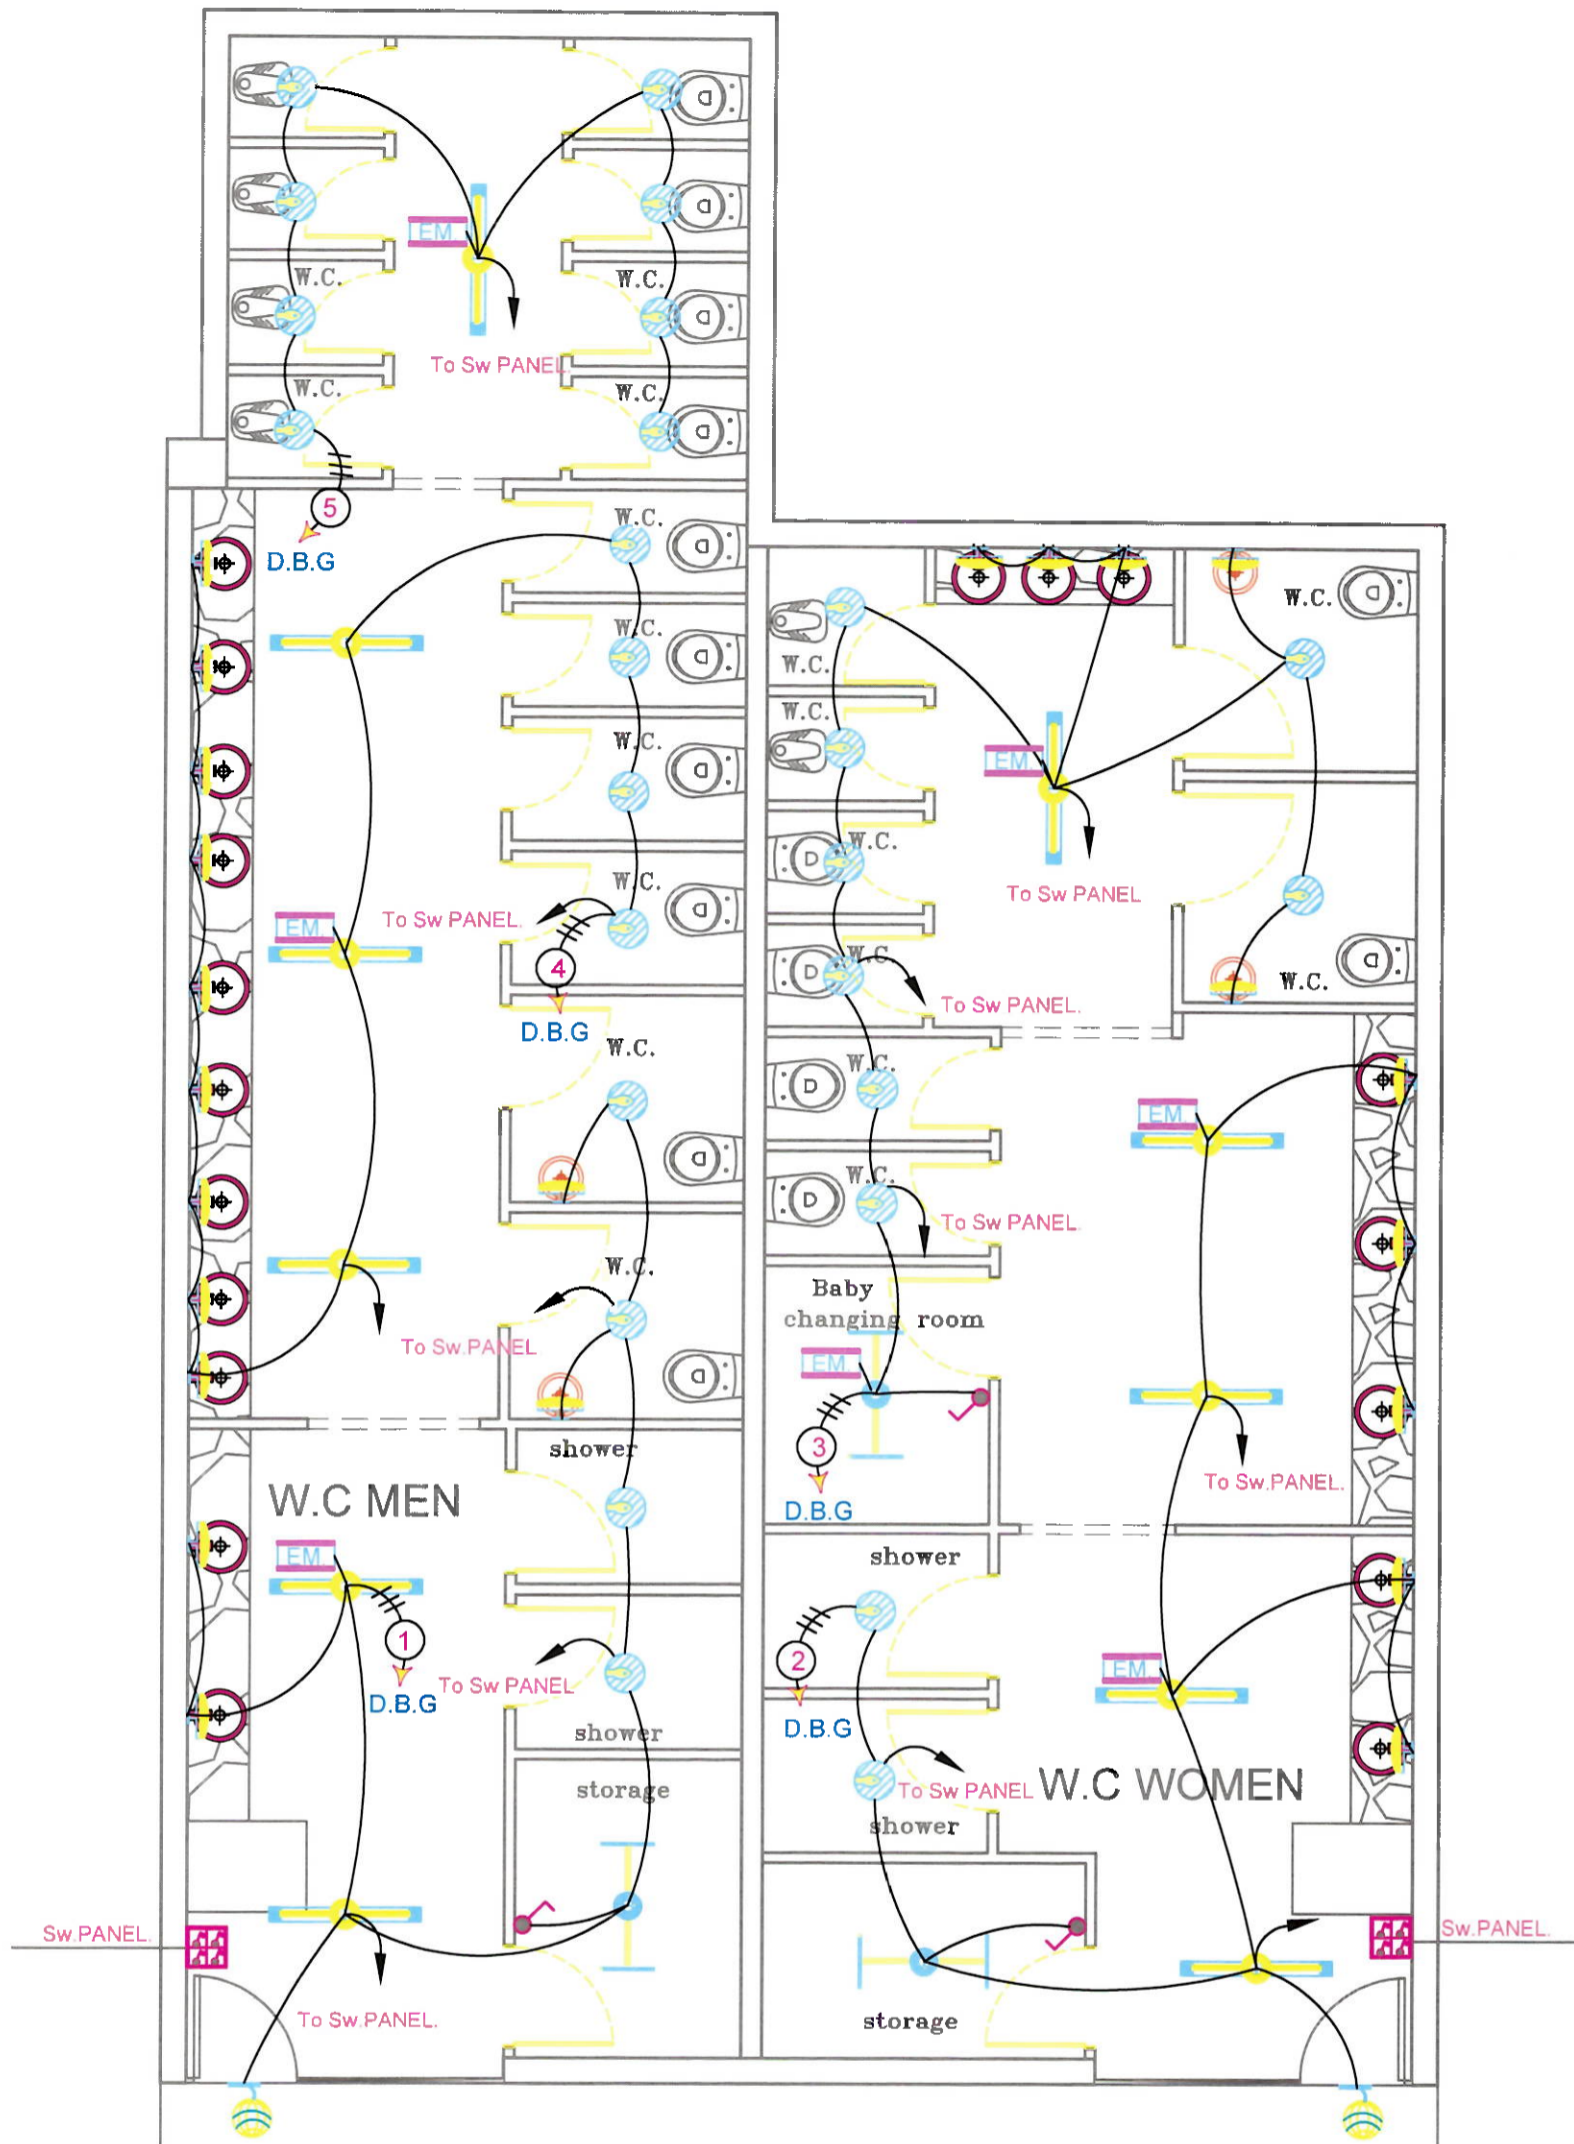 EM.
W.C.
W.C.
To Sw PANEL.
W.C.
W.C.
5
D.B.G
W.C.
W.C.
W.C.
W.C.
W.C.
W.C.
EM.
W.C.
W.C.
W.C.
To Sw PANEL
To Sw PANEL.
EM.
4
D.B.G
W.C.
W.C.
To Sw PANEL.
W.C.
W.C.
EM.
W.C.
To Sw PANEL.
W.C.
Baby
changing room
To Sw.PANEL
EM.
3
D.B.G
To Sw.PANEL.
shower
W.C MEN
EM.
shower
1
D.B.G
To Sw PANEL
2
D.B.G
EM.
shower
storage
To Sw PANEL
W.C WOMEN
shower
Sw.PANEL.
Sw.PANEL.
To Sw.PANEL.
storage